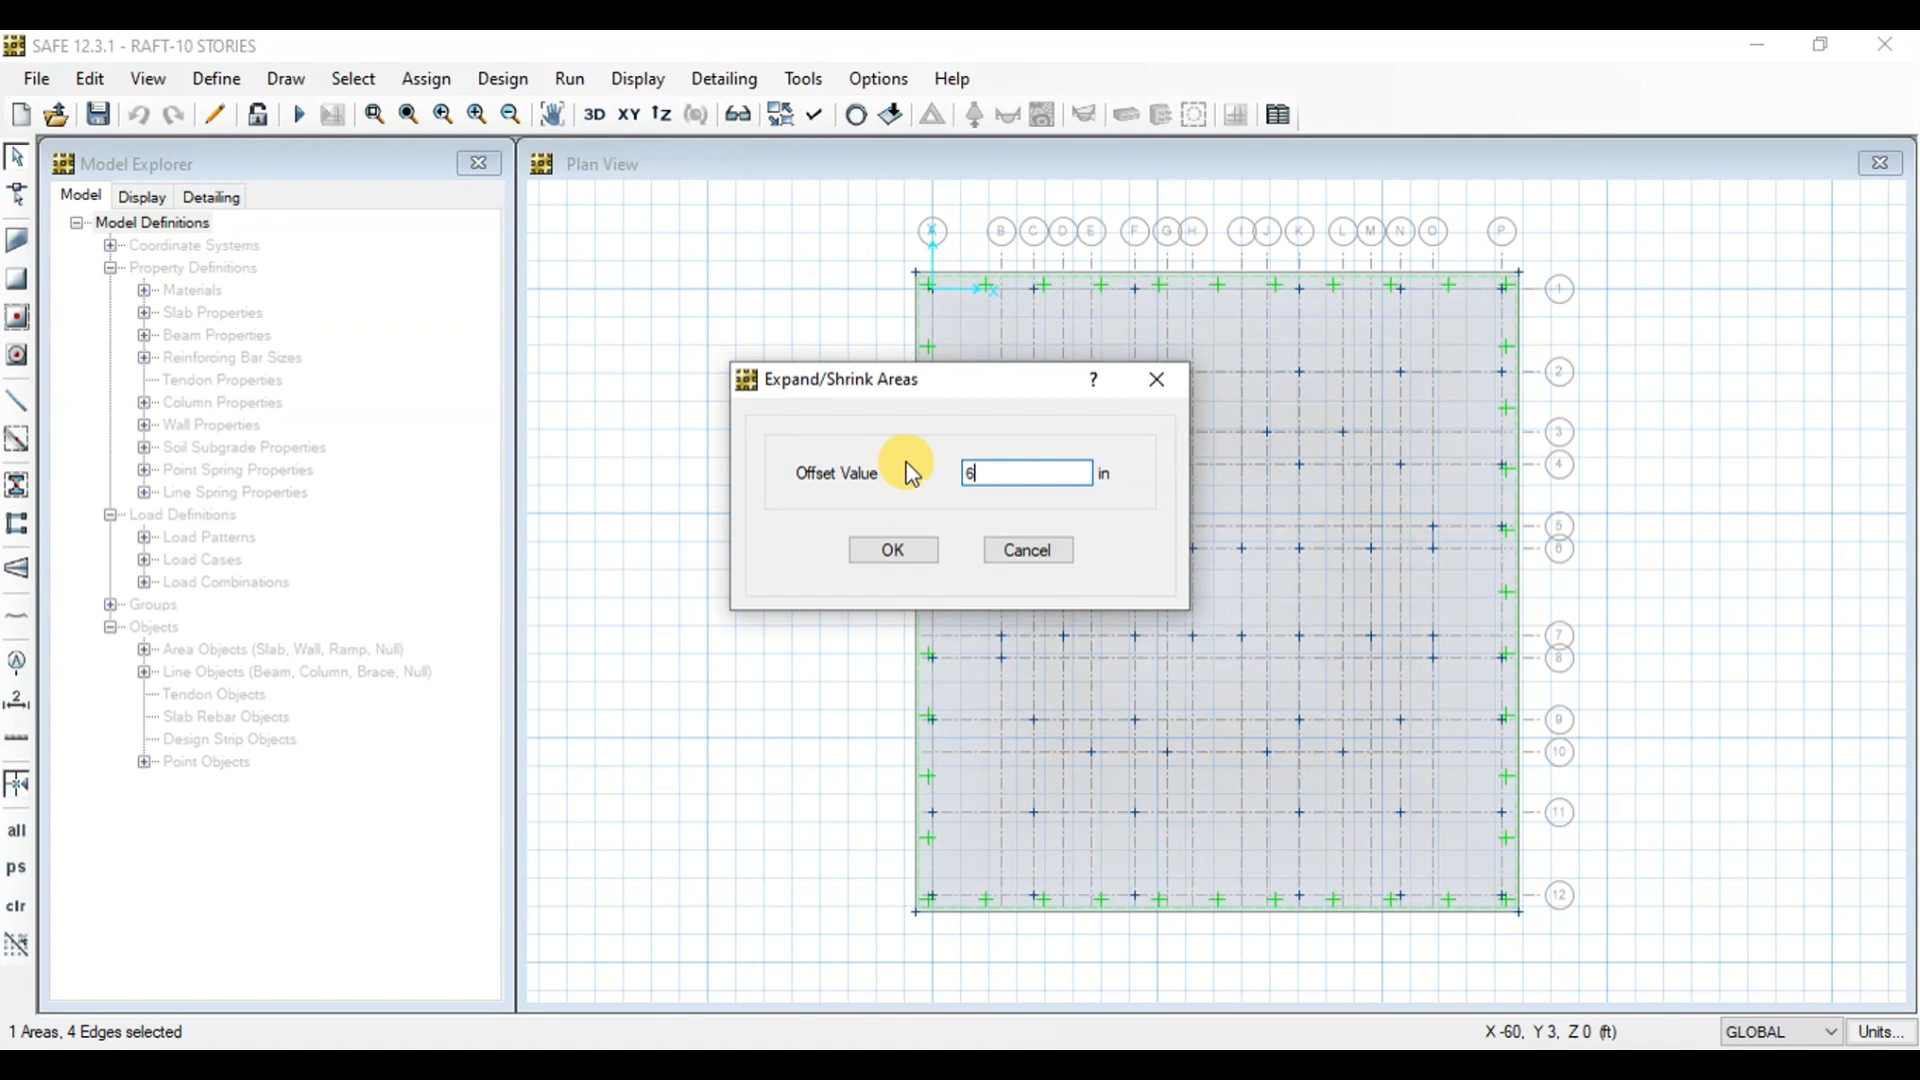 SAFE 12.3.1 - RAFT-10 STORIES
File Edit View Define Draw Select Assign Design Run Display Detailing Tools Options Help
3D XY
Model Explorer
Plan View
Model Display Detailing
Model Definitions
Coordinate Systems
Property Definitions
Materials
Slab Properties
Beam Properties
Reinforcing Bar Sizes
Tendon Properties
Column Properties
Wall Properties
Soil Subgrade Properties
Point Spring Properties
Line Spring Properties
Load Definitions
Load Patterns
Load Cases
Load Combinations
Groups
Objects
Area Objects (Slab, Wall, Ramp, Null)
Line Objects (Beam, Column, Brace, Null)
Tendon Objects
Slab Rebar Objects
Design Strip Objects
Point Objects
all
ps
clr
B C D E F G H I J K L M N O P
X
1
2
3
4
5
6
7
8
9
10
11
12
Expand/Shrink Areas ?
Offset Value 6 in
OK Cancel
1 Areas, 4 Edges selected
X -60, Y 3, Z 0 (ft)
GLOBAL
Units...